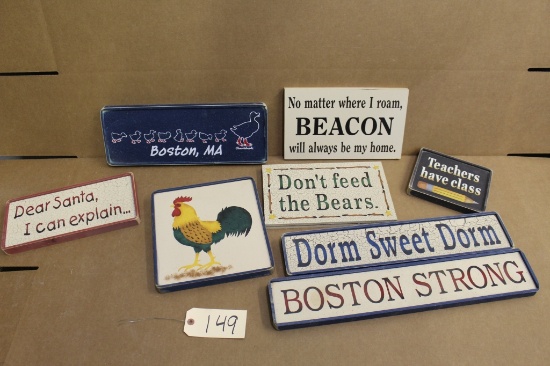 Boston, MA
No matter where I roam,
BEACON
will always be my home.
Teachers
have class
Dear Santa,
I can explain...
Don't feed
the Bears.
Dorm Sweet Dorm
BOSTON STRONG
149